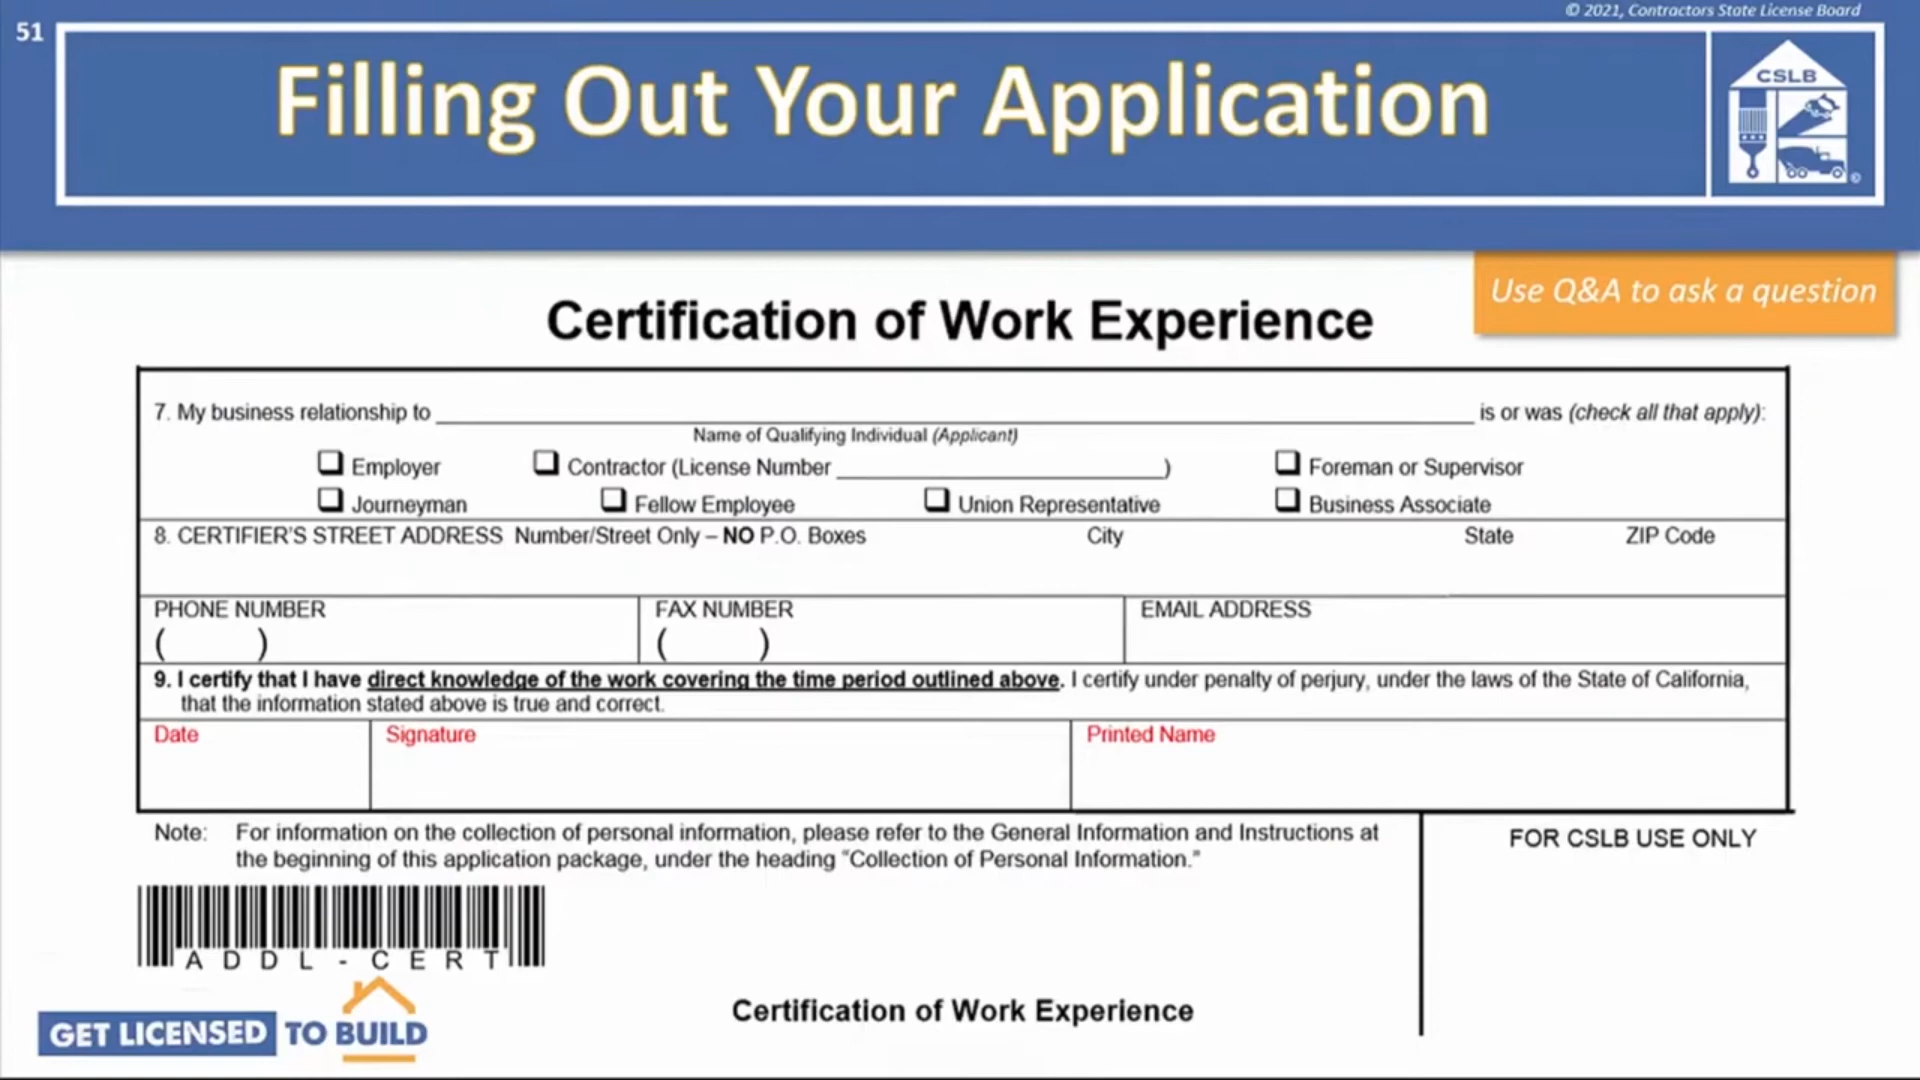 © 2021, Contractors State License Board
51
Filling Out Your Application
CSLB
©
Use Q&A to ask a question
Certification of Work Experience
7. My business relationship to ____ is or was (check all that apply):
Name of Qualifying Individual (Applicant)
Employer Contractor (License Number ____) Foreman or Supervisor
Journeyman Fellow Employee Union Representative Business Associate
8. CERTIFIER'S STREET ADDRESS Number/Street Only – NO P.O. Boxes City State ZIP Code
PHONE NUMBER FAX NUMBER EMAIL ADDRESS
( ) ( )
9. I certify that I have direct knowledge of the work covering the time period outlined above. I certify under penalty of perjury, under the laws of the State of California,
that the information stated above is true and correct.
Date Signature Printed Name
Note: For information on the collection of personal information, please refer to the General Information and Instructions at
the beginning of this application package, under the heading “Collection of Personal Information.”
FOR CSLB USE ONLY
ADDL-CERT
Certification of Work Experience
GET LICENSED TO BUILD